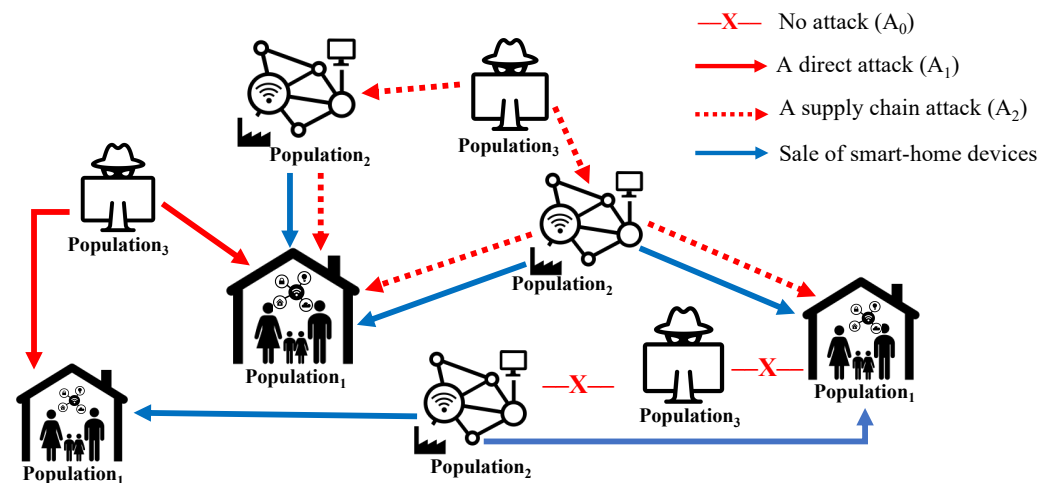 —X— No attack (A₀)
A direct attack (A₁)
A supply chain attack (A₂)
Sale of smart-home devices
Population₂
Population₃
Population₃
Population₂
Population₁
Population₁
—X—
—X—
Population₃
Population₂
Population₁